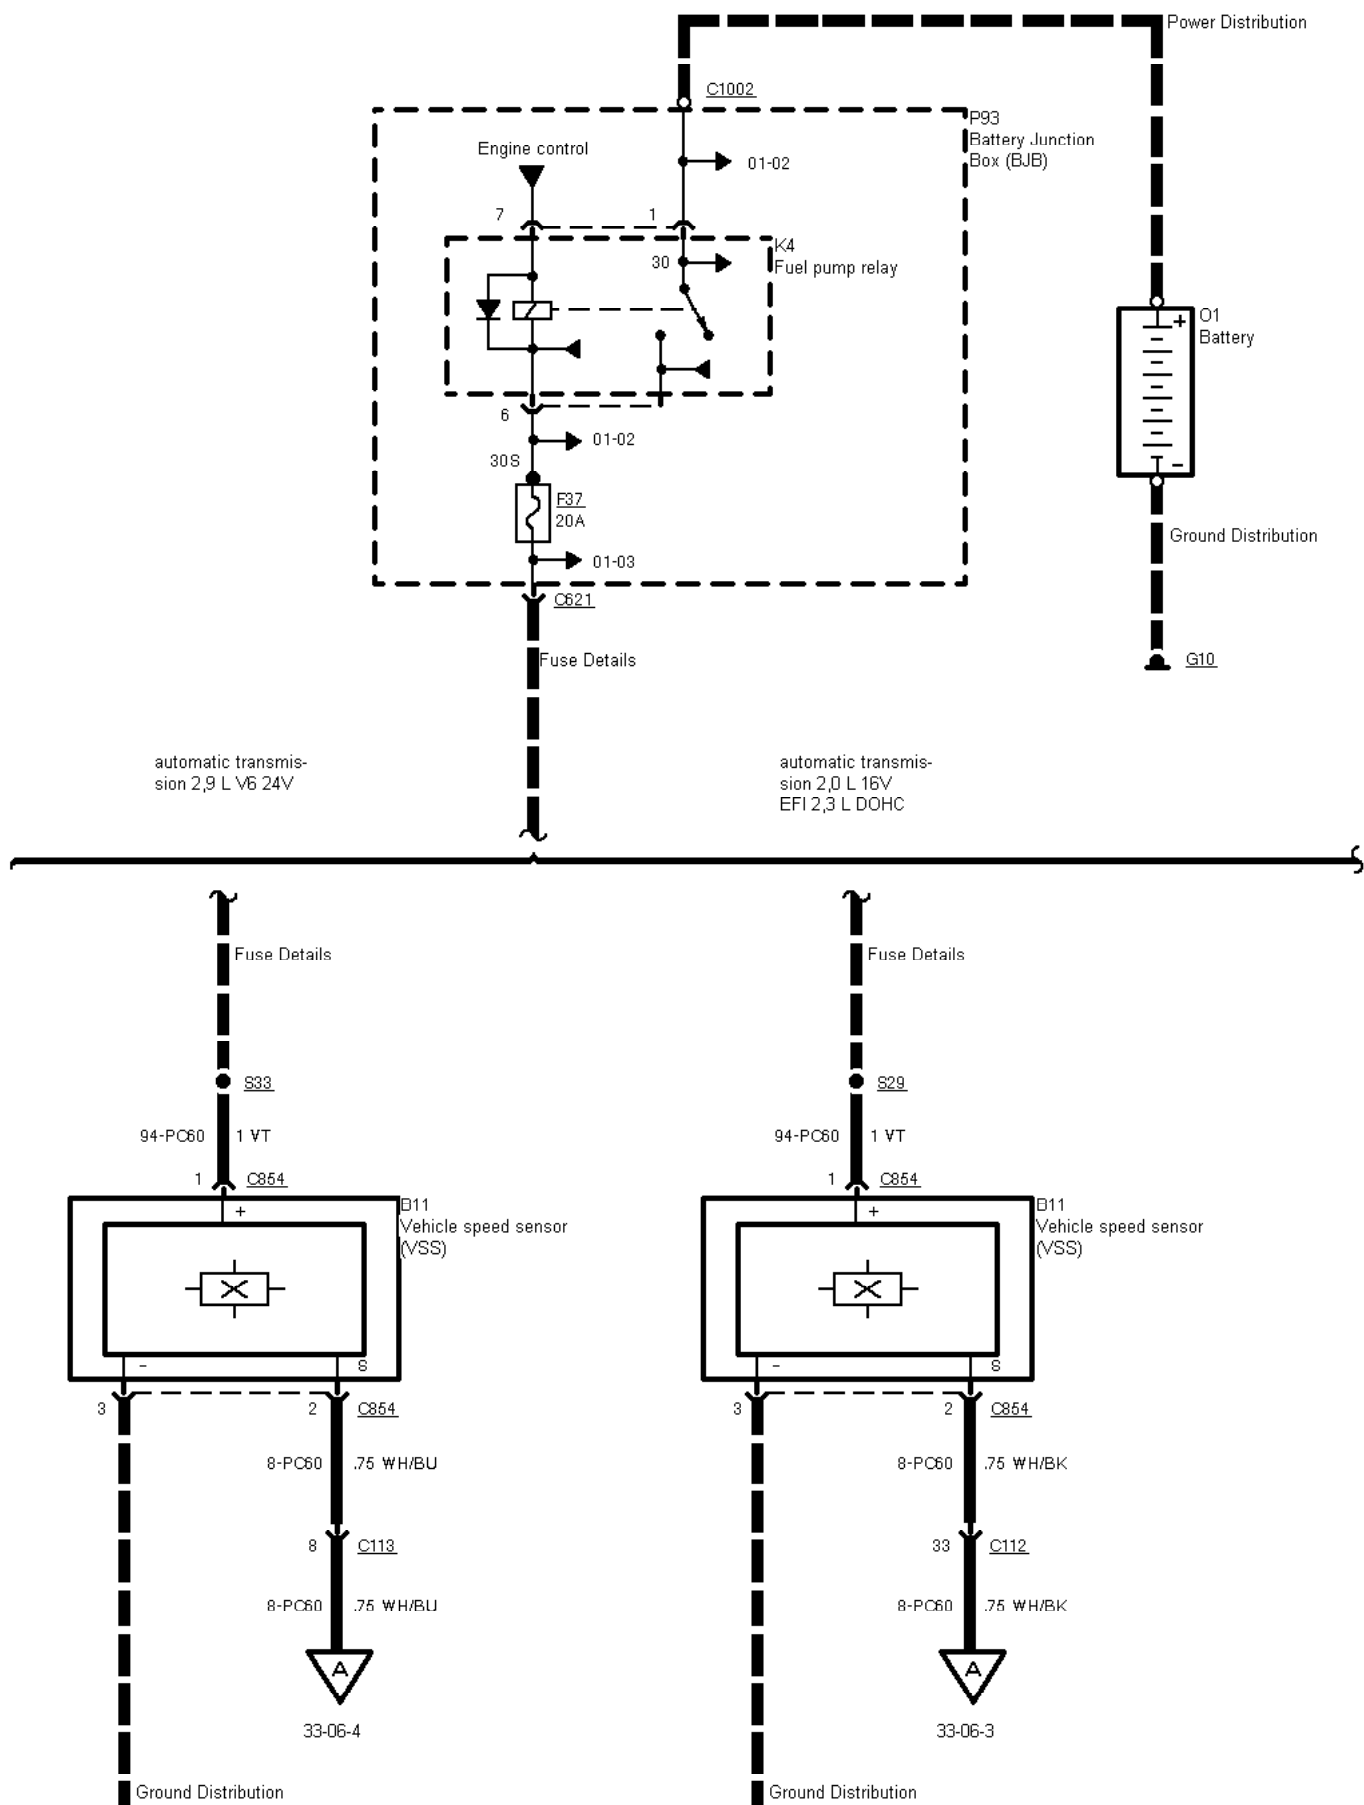 Power Distribution
C1002
P93
Battery Junction
Box (BJB)
Engine control
01-02
7
1
K4
Fuel pump relay
30
O1
Battery
+
-
6
01-02
30S
F37
20A
01-03
C621
Ground Distribution
Fuse Details
G10
automatic transmis-
sion 2,9 L V6 24V
automatic transmis-
sion 2,0 L 16V
EFI 2,3 L DOHC
Fuse Details
Fuse Details
S33
S29
94-PC60 1 VT
94-PC60 1 VT
1 C854
1 C854
+
B11
Vehicle speed sensor
(VSS)
+
B11
Vehicle speed sensor
(VSS)
- S
- S
3 2 C854
3 2 C854
8-PC60 .75 WH/BU
8-PC60 .75 WH/BK
8 C113
33 C112
8-PC60 .75 WH/BU
8-PC60 .75 WH/BK
A
A
33-06-4
33-06-3
Ground Distribution
Ground Distribution